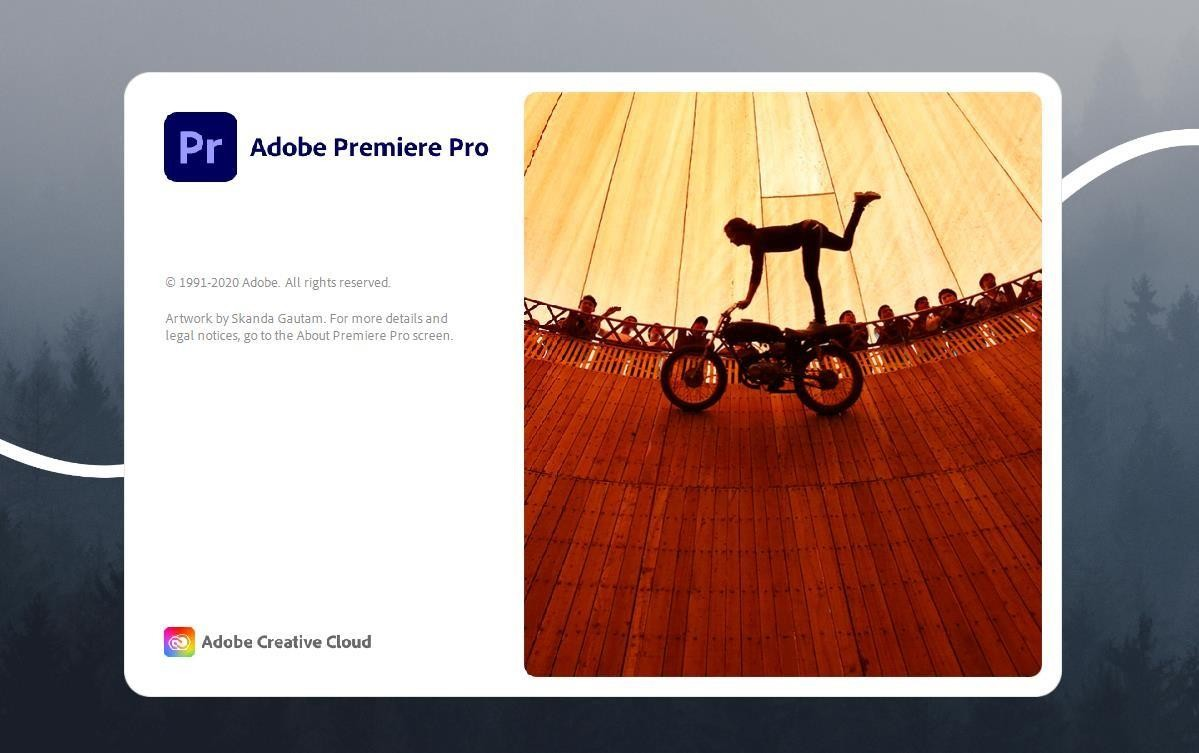 Pr
Adobe Premiere Pro
© 1991-2020 Adobe. All rights reserved.
Artwork by Skanda Gautam. For more details and
legal notices, go to the About Premiere Pro screen.
Adobe Creative Cloud